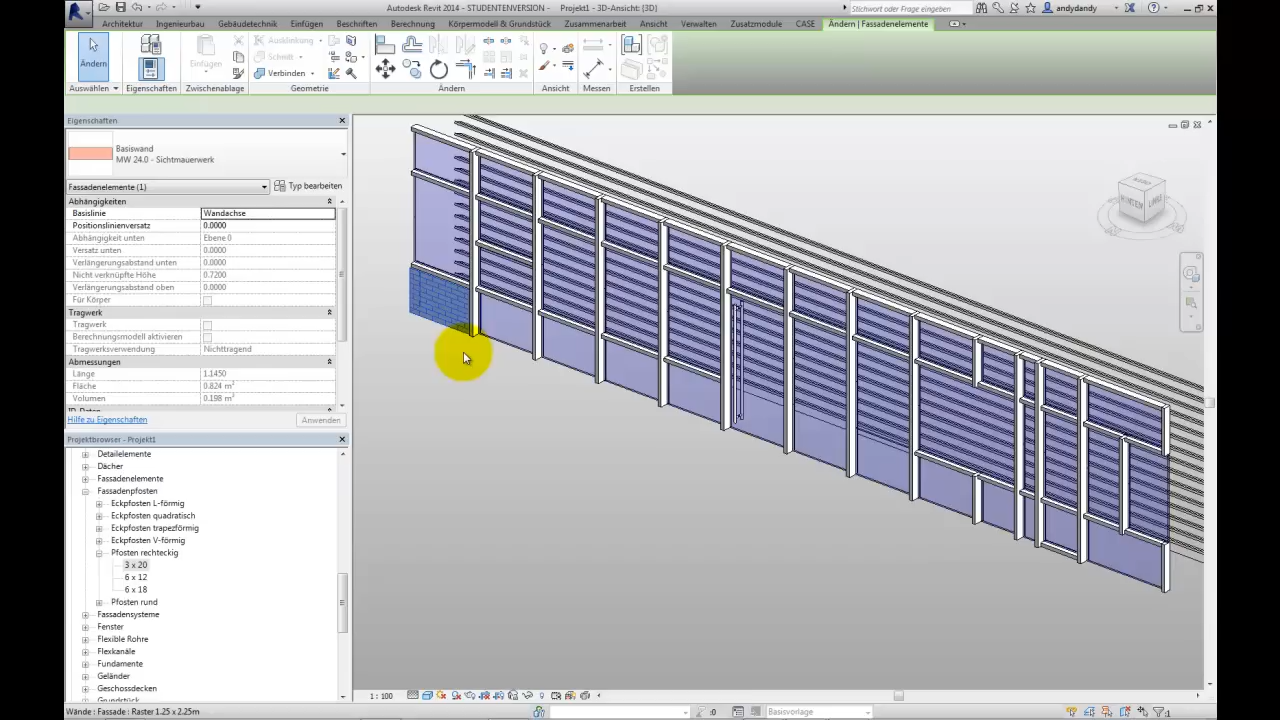 Autodesk Revit 2014 - STUDENTENVERSION - Projekt1 - 3D-Ansicht: {3D}
Stichwort oder Frage eingeben
andydandy
Architektur Ingenieurbau Gebäudetechnik Einfügen Beschriften Berechnung Körpermodell & Grundstück Zusammenarbeit Ansicht Verwalten Zusatzmodule CASE Ändern | Fassadenelemente
Ändern
Einfügen
Ausklinkung
Schnitt
Verbinden
Auswählen Eigenschaften Zwischenablage Geometrie Ändern Ansicht Messen Erstellen
Eigenschaften
Basiswand
MW 24.0 - Sichtmauerwerk
Fassadenelemente (1) Typ bearbeiten
Abhängigkeiten
Basislinie Wandachse
Positionslinienversatz 0.0000
Abhängigkeit unten Ebene 0
Versatz unten 0.0000
Verlängerungsabstand unten 0.0000
Nicht verknüpfte Höhe 0.7200
Verlängerungsabstand oben 0.0000
Für Körper
Tragwerk
Tragwerk
Berechnungsmodell aktivieren
Tragwerksverwendung Nichttragend
Abmessungen
Länge 1.1450
Fläche 0.824 m²
Volumen 0.198 m³
ID-Daten
Hilfe zu Eigenschaften Anwenden
Projektbrowser - Projekt1
Detailelemente
Dächer
Fassadenelemente
Fassadenpfosten
Eckpfosten L-förmig
Eckpfosten quadratisch
Eckpfosten trapezförmig
Eckpfosten V-förmig
Pfosten rechteckig
3 x 20
6 x 12
6 x 18
Pfosten rund
Fassadensysteme
Fenster
Flexible Rohre
Flexkanäle
Fundamente
Geländer
Geschossdecken
Grundstück
HINTEN LINKS
1 : 100
Wände : Fassade : Raster 1.25 x 2.25m
:0
Basisvorlage
:1